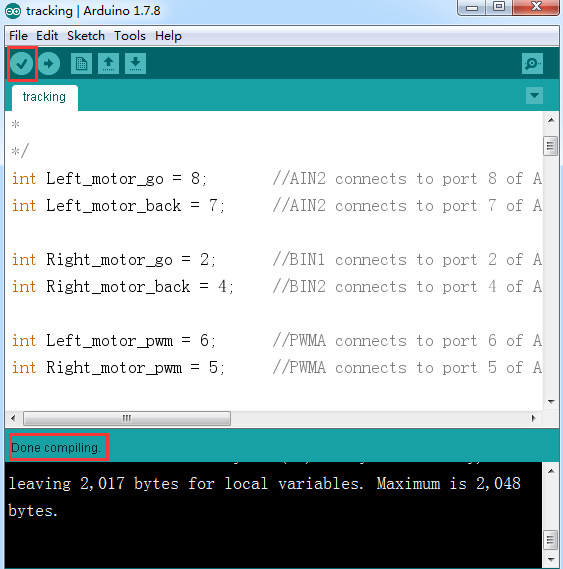 tracking | Arduino 1.7.8
File Edit Sketch Tools Help
tracking
*
*/
int Left_motor_go = 8; //AIN2 connects to port 8 of A
int Left_motor_back = 7; //AIN2 connects to port 7 of A
int Right_motor_go = 2; //BIN1 connects to port 2 of A
int Right_motor_back = 4; //BIN2 connects to port 4 of A
int Left_motor_pwm = 6; //PWMA connects to port 6 of A
int Right_motor_pwm = 5; //PWMA connects to port 5 of A
Done compiling.
leaving 2,017 bytes for local variables. Maximum is 2,048
bytes.